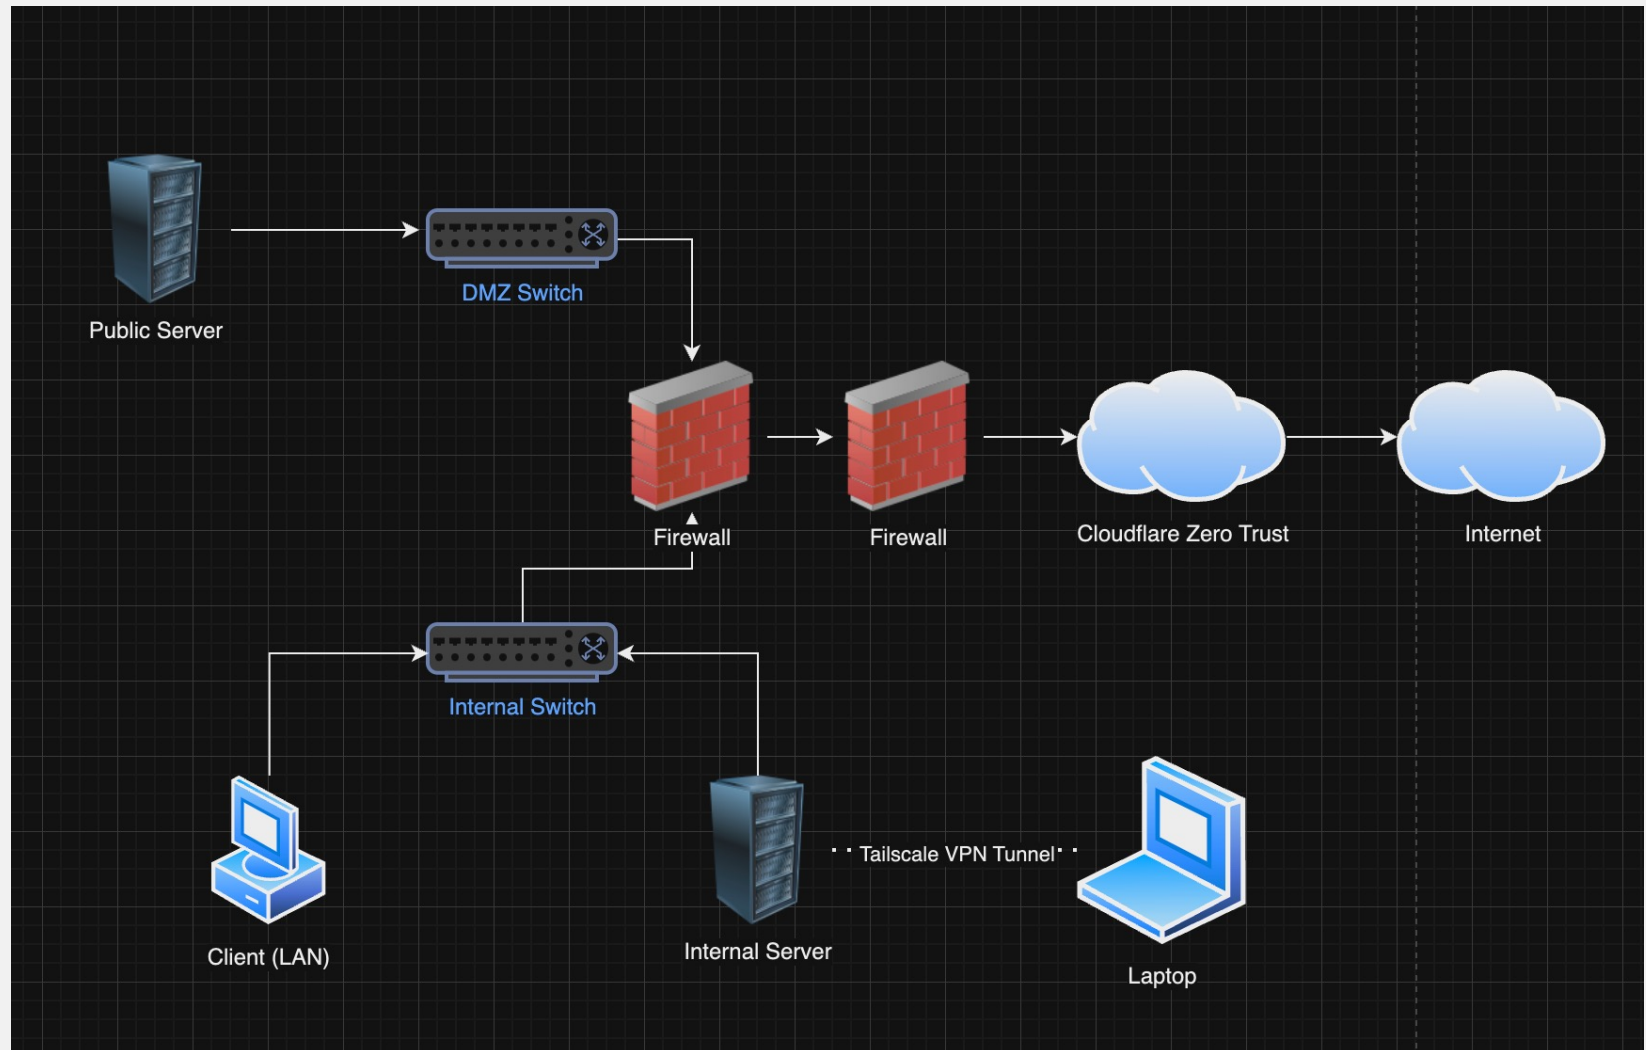 DMZ Switch
Public Server
Firewall
Firewall
Cloudflare Zero Trust
Internet
Internal Switch
Tailscale VPN Tunnel
Client (LAN)
Internal Server
Laptop